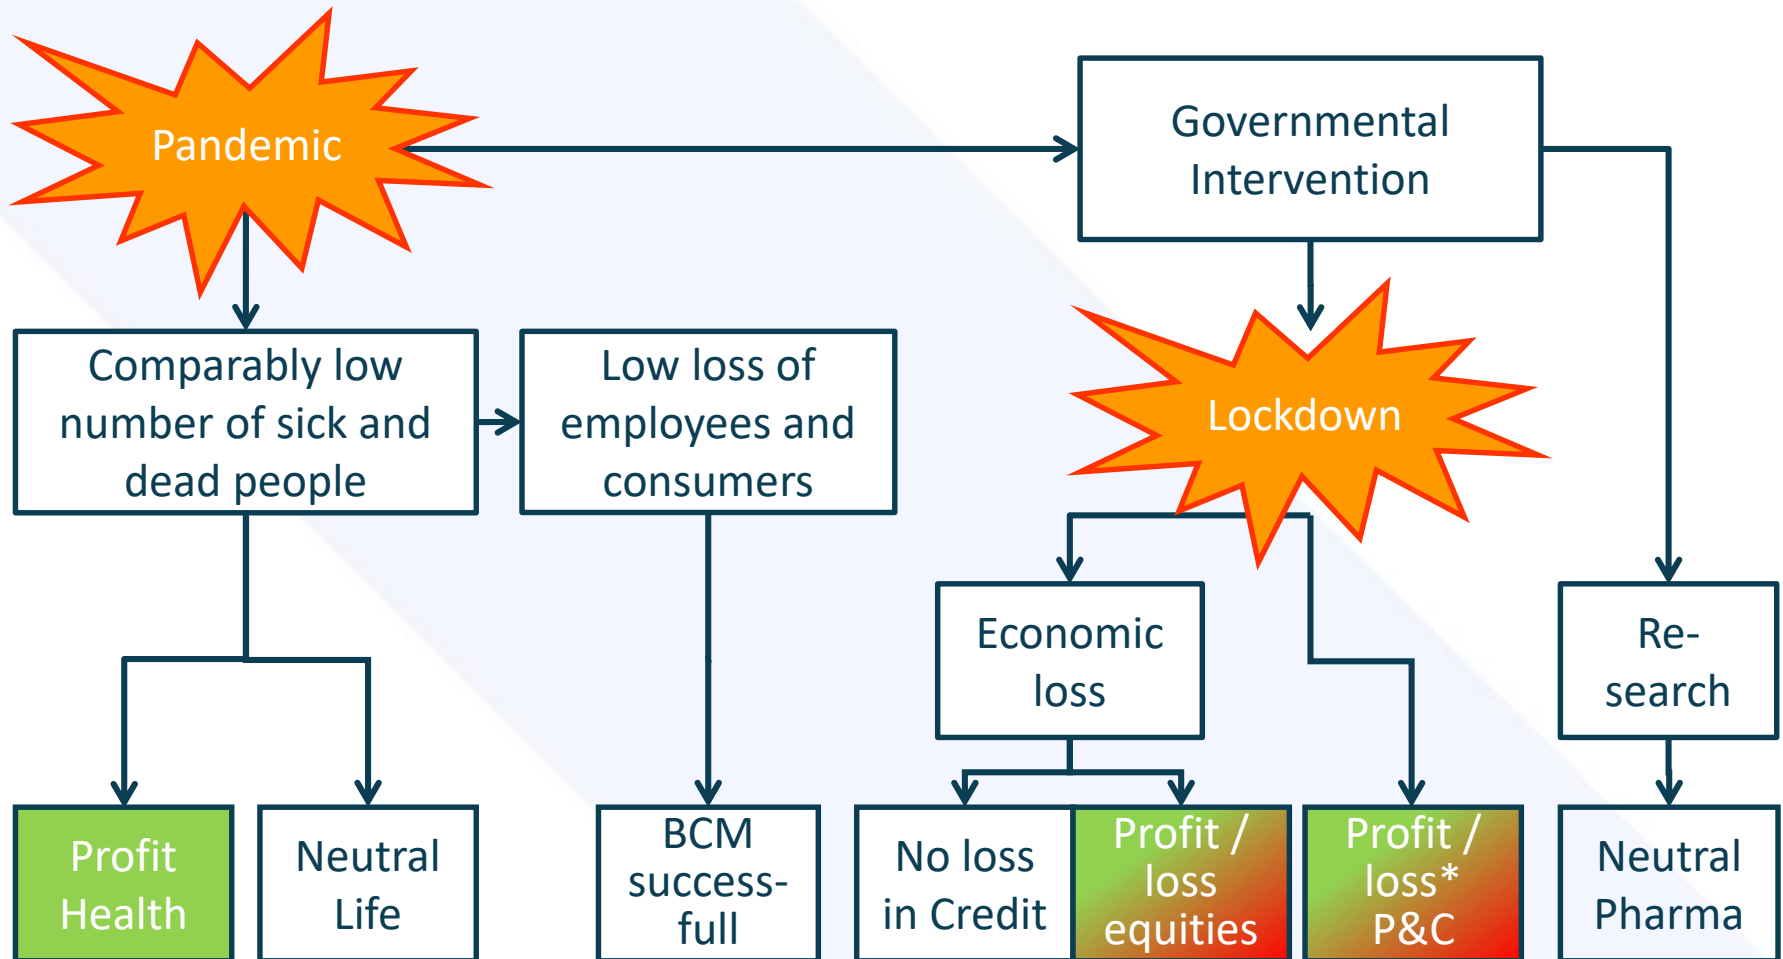 Pandemic
Governmental
Intervention
Comparably low
number of sick and
dead people
Low loss of
employees and
consumers
Lockdown
Economic
loss
Re-
search
Profit
Health
Neutral
Life
BCM
success-
full
No loss
in Credit
Profit /
loss
equities
Profit /
loss*
P&C
Neutral
Pharma